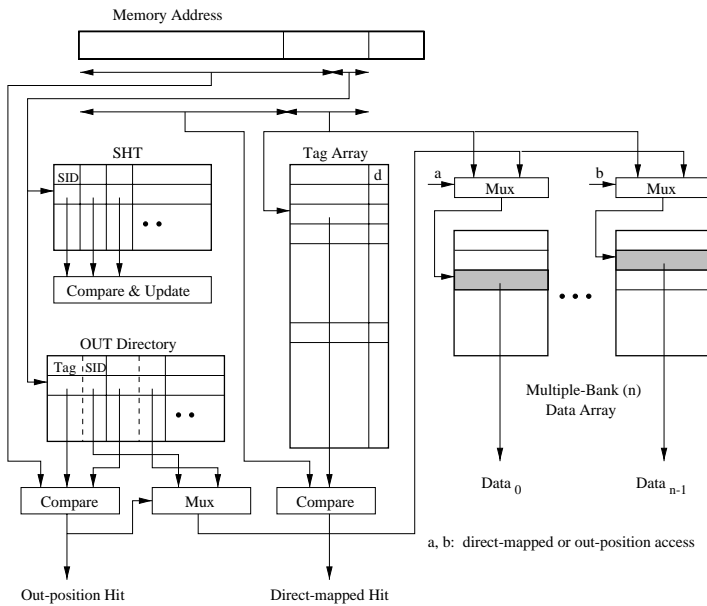 Memory Address
SHT
Tag Array
SID
d
a
Mux
b
Mux
Compare & Update
OUT Directory
Tag
SID
Multiple-Bank (n)
Data Array
Compare
Mux
Compare
Data 0
Data n-1
a, b: direct-mapped or out-position access
Out-position Hit
Direct-mapped Hit